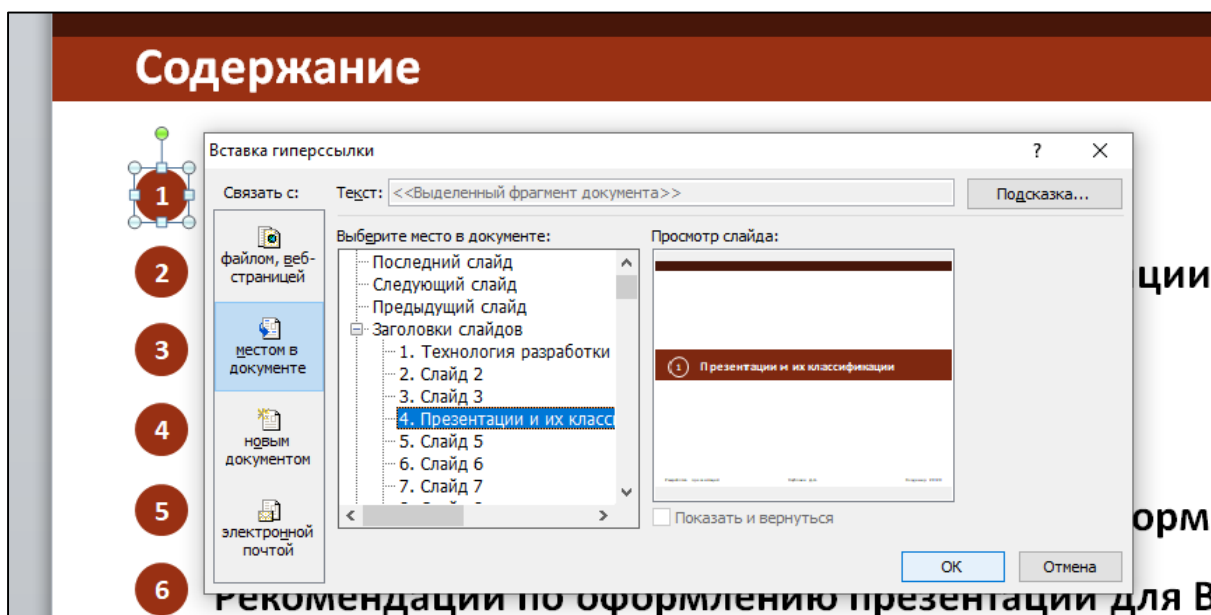 Содержание
Вставка гиперссылки ?
Связать с: Текст: <<Выделенный фрагмент документа>> Подсказка...
файлом, веб-
страницей
местом в
документе
новым
документом
электронной
почтой
Выберите место в документе:
Последний слайд
Следующий слайд
Предыдущий слайд
Заголовки слайдов
1. Технология разработки
2. Слайд 2
3. Слайд 3
4. Презентации и их класс
5. Слайд 5
6. Слайд 6
7. Слайд 7
Просмотр слайда:
1 Презентации и их классификации
Показать и вернуться
ОК Отмена
1
2 ции
3
4
5 орм
6 Рекомендации по оформлению презентации для В